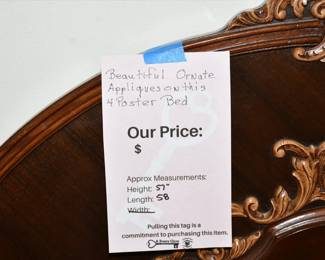 Beautiful Ornate
Appliques on this
4 Poster Bed
Our Price:
$
Approx Measurements:
Height: 57"
Length: 58
Width:
Pulling this tag is a
commitment to purchasing this item.